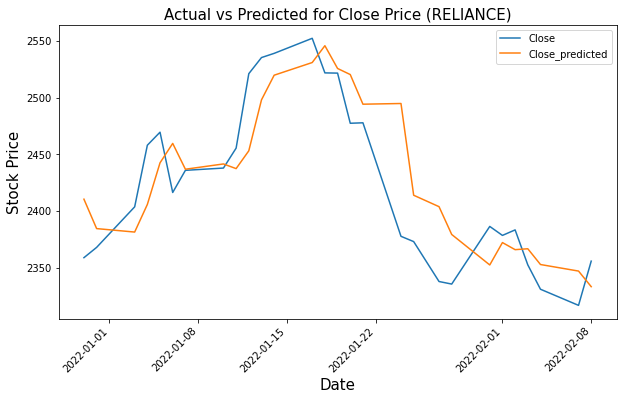 Actual vs Predicted for Close Price (RELIANCE)
Close
Close_predicted
Stock Price
2550
2500
2450
2400
2350
2022-01-01
2022-01-08
2022-01-15
2022-01-22
2022-02-01
2022-02-08
Date